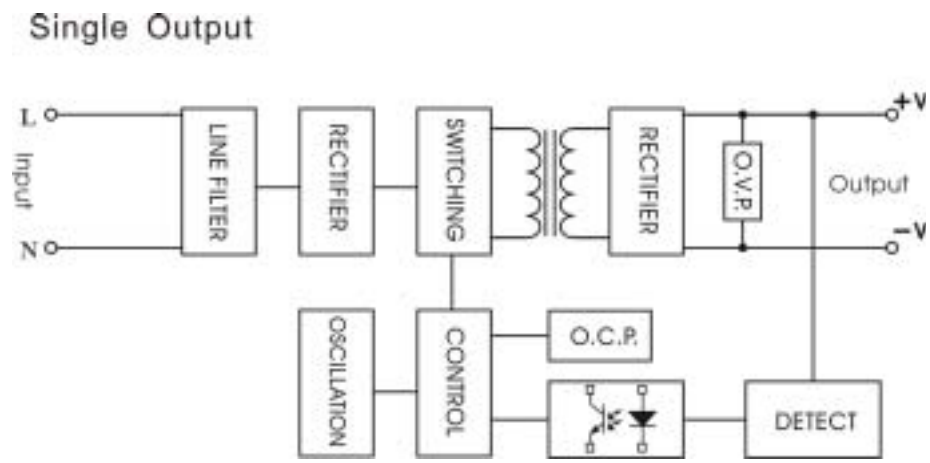 Single Output
L
Input
N
LINE FILTER
RECTIFIER
SWITCHING
RECTIFIER
O.V.P.
+V
Output
-V
OSCILLATION
CONTROL
O.C.P.
DETECT